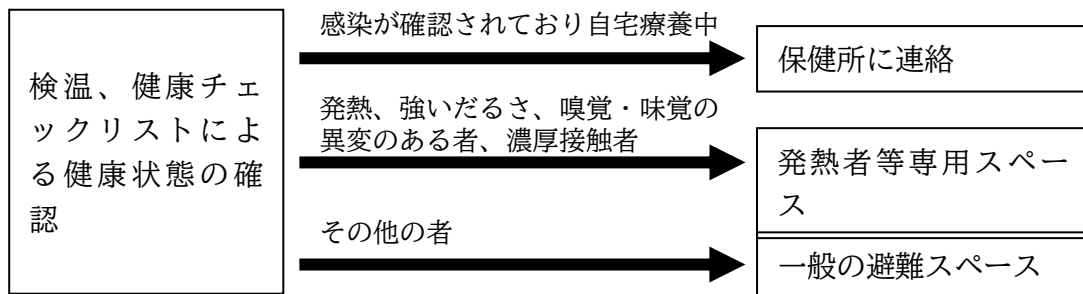 検温、健康チェ
ックリストによ
る健康状態の確
認
感染が確認されており自宅療養中
保健所に連絡
発熱、強いだるさ、嗅覚・味覚の
異変のある者、濃厚接触者
発熱者等専用スペー
ス
その他の者
一般の避難スペース